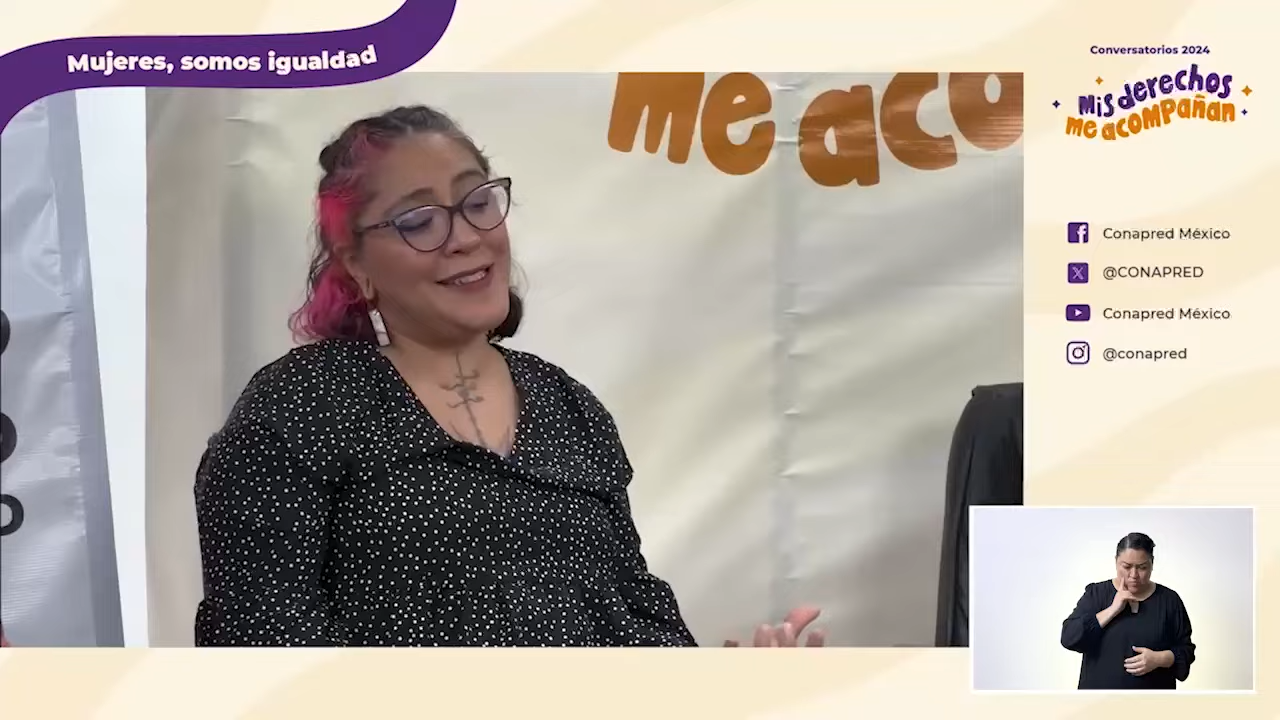 Mujeres, somos igualdad
Conversatorios 2024
Mis derechos
me acompañan
me aco
Conapred México
@CONAPRED
Conapred México
@conapred